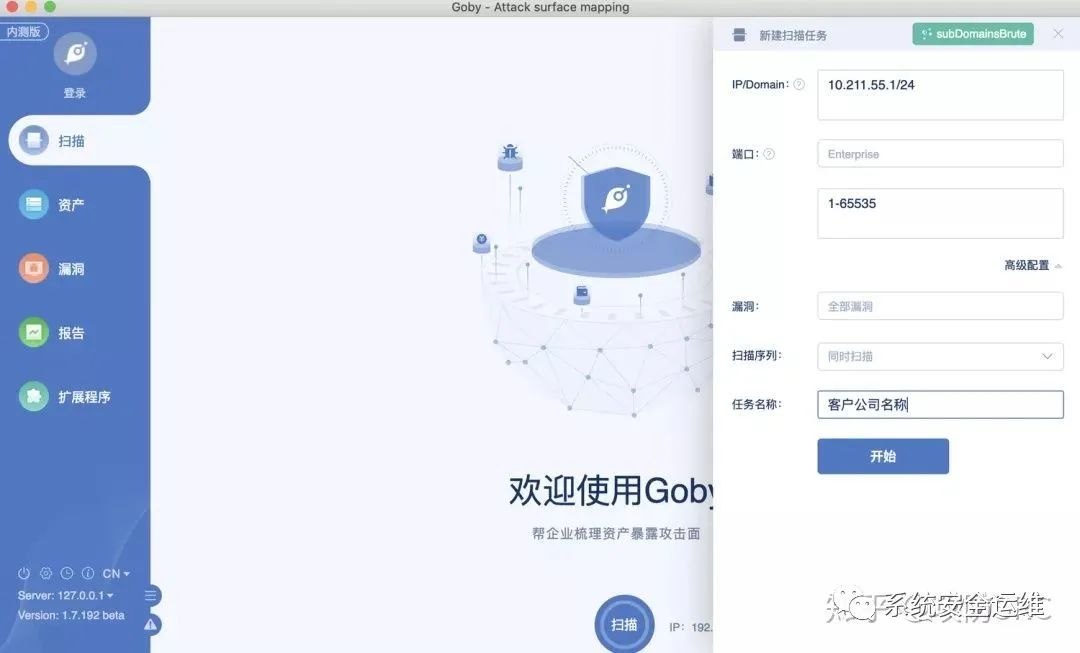 Goby - Attack surface mapping
内测版
登录
扫描
资产
漏洞
报告
扩展程序
CN
Server: 127.0.0.1
Version: 1.7.192 beta
欢迎使用Goby
帮企业梳理资产暴露攻击面
扫描
IP: 192.
新建扫描任务
subDomainsBrute
IP/Domain:
10.211.55.1/24
端口:
Enterprise
1-65535
高级配置
漏洞:
全部漏洞
扫描序列:
同时扫描
任务名称:
客户公司名称
开始
系统安全运维